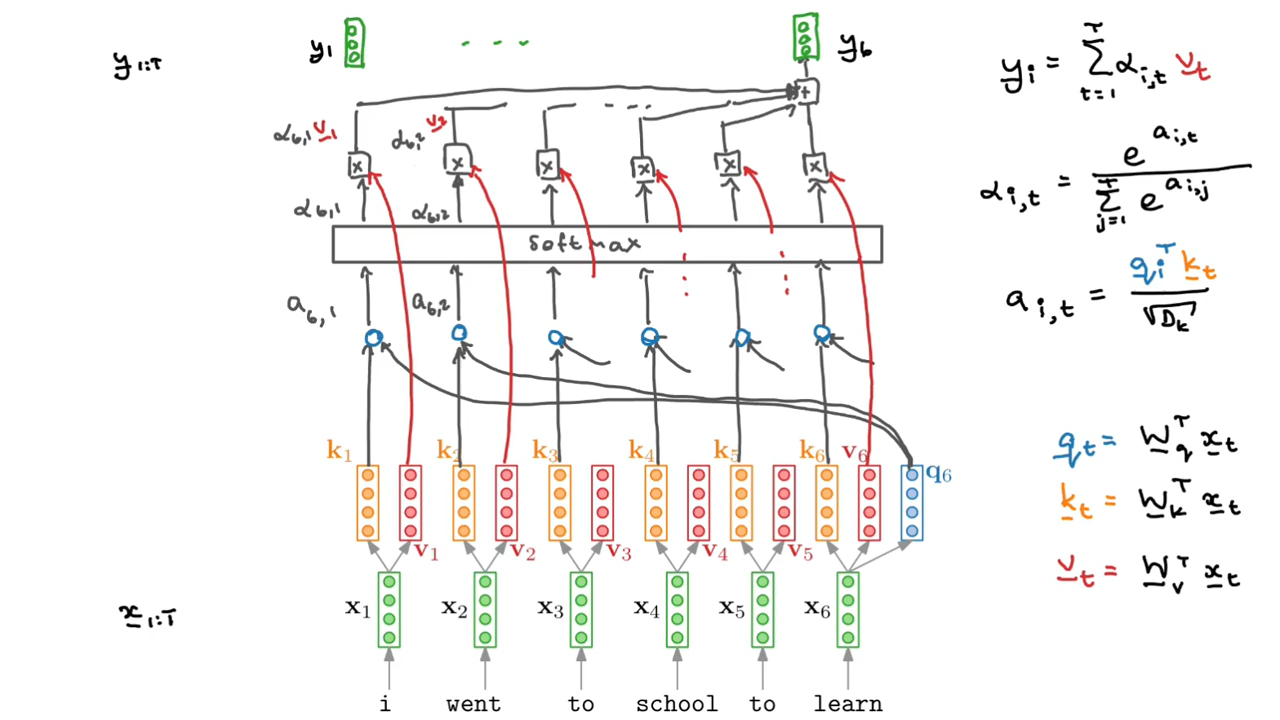 y₁ . . . y₆
y₁:T
α₆,₁ v₁ α₆,₂ v₂ x x x x x x +
α₆,₁ α₆,₂
softmax
a₆,₁ a₆,₂
k₁ k₂ k₃ k₄ k₅ k₆ v₆ q₆
v₁ v₂ v₃ v₄ v₅
x₁ x₂ x₃ x₄ x₅ x₆
x₁:T
i went to school to learn
yᵢ = Σ_{t=1}^{T} αᵢ,t vt
αᵢ,t = e^{aᵢ,t} / Σ_{j=1}^{T} e^{aᵢ,j}
aᵢ,t = qᵢᵀ kt / √Dk
qt = Wqᵀ xt
kt = Wkᵀ xt
vt = Wvᵀ xt